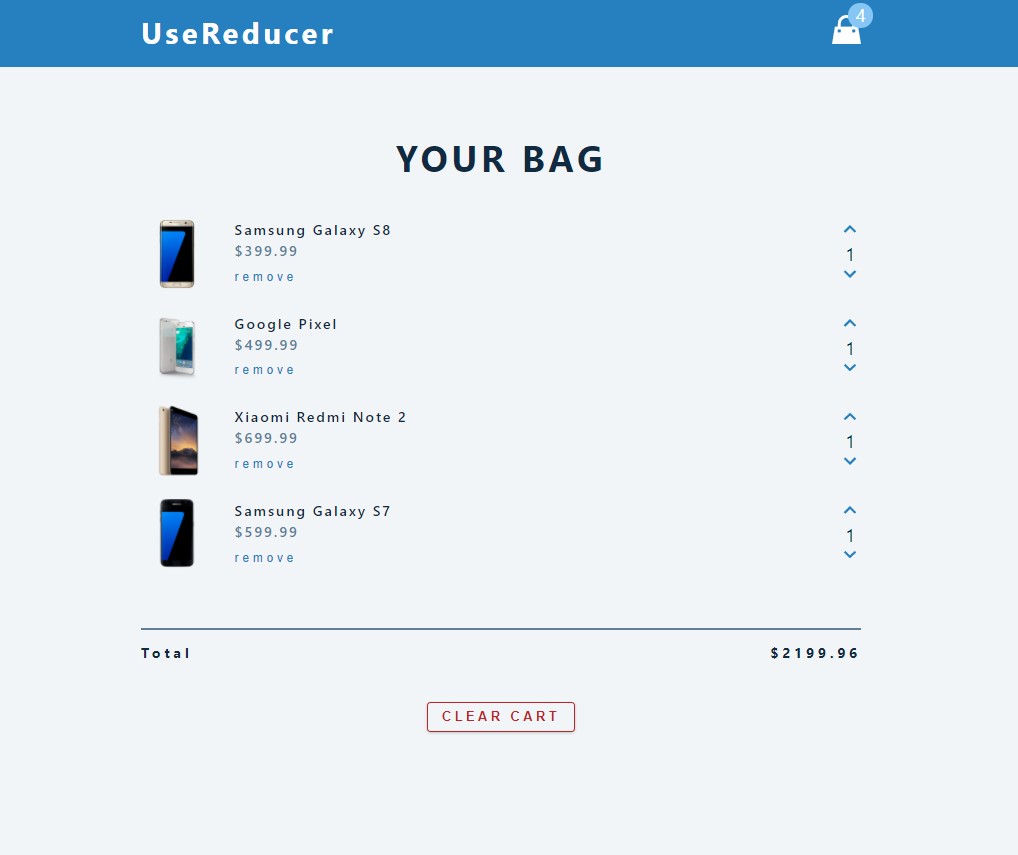 UseReducer
4
YOUR BAG
Samsung Galaxy S8
$399.99
remove
1
Google Pixel
$499.99
remove
1
Xiaomi Redmi Note 2
$699.99
remove
1
Samsung Galaxy S7
$599.99
remove
1
Total $2199.96
CLEAR CART